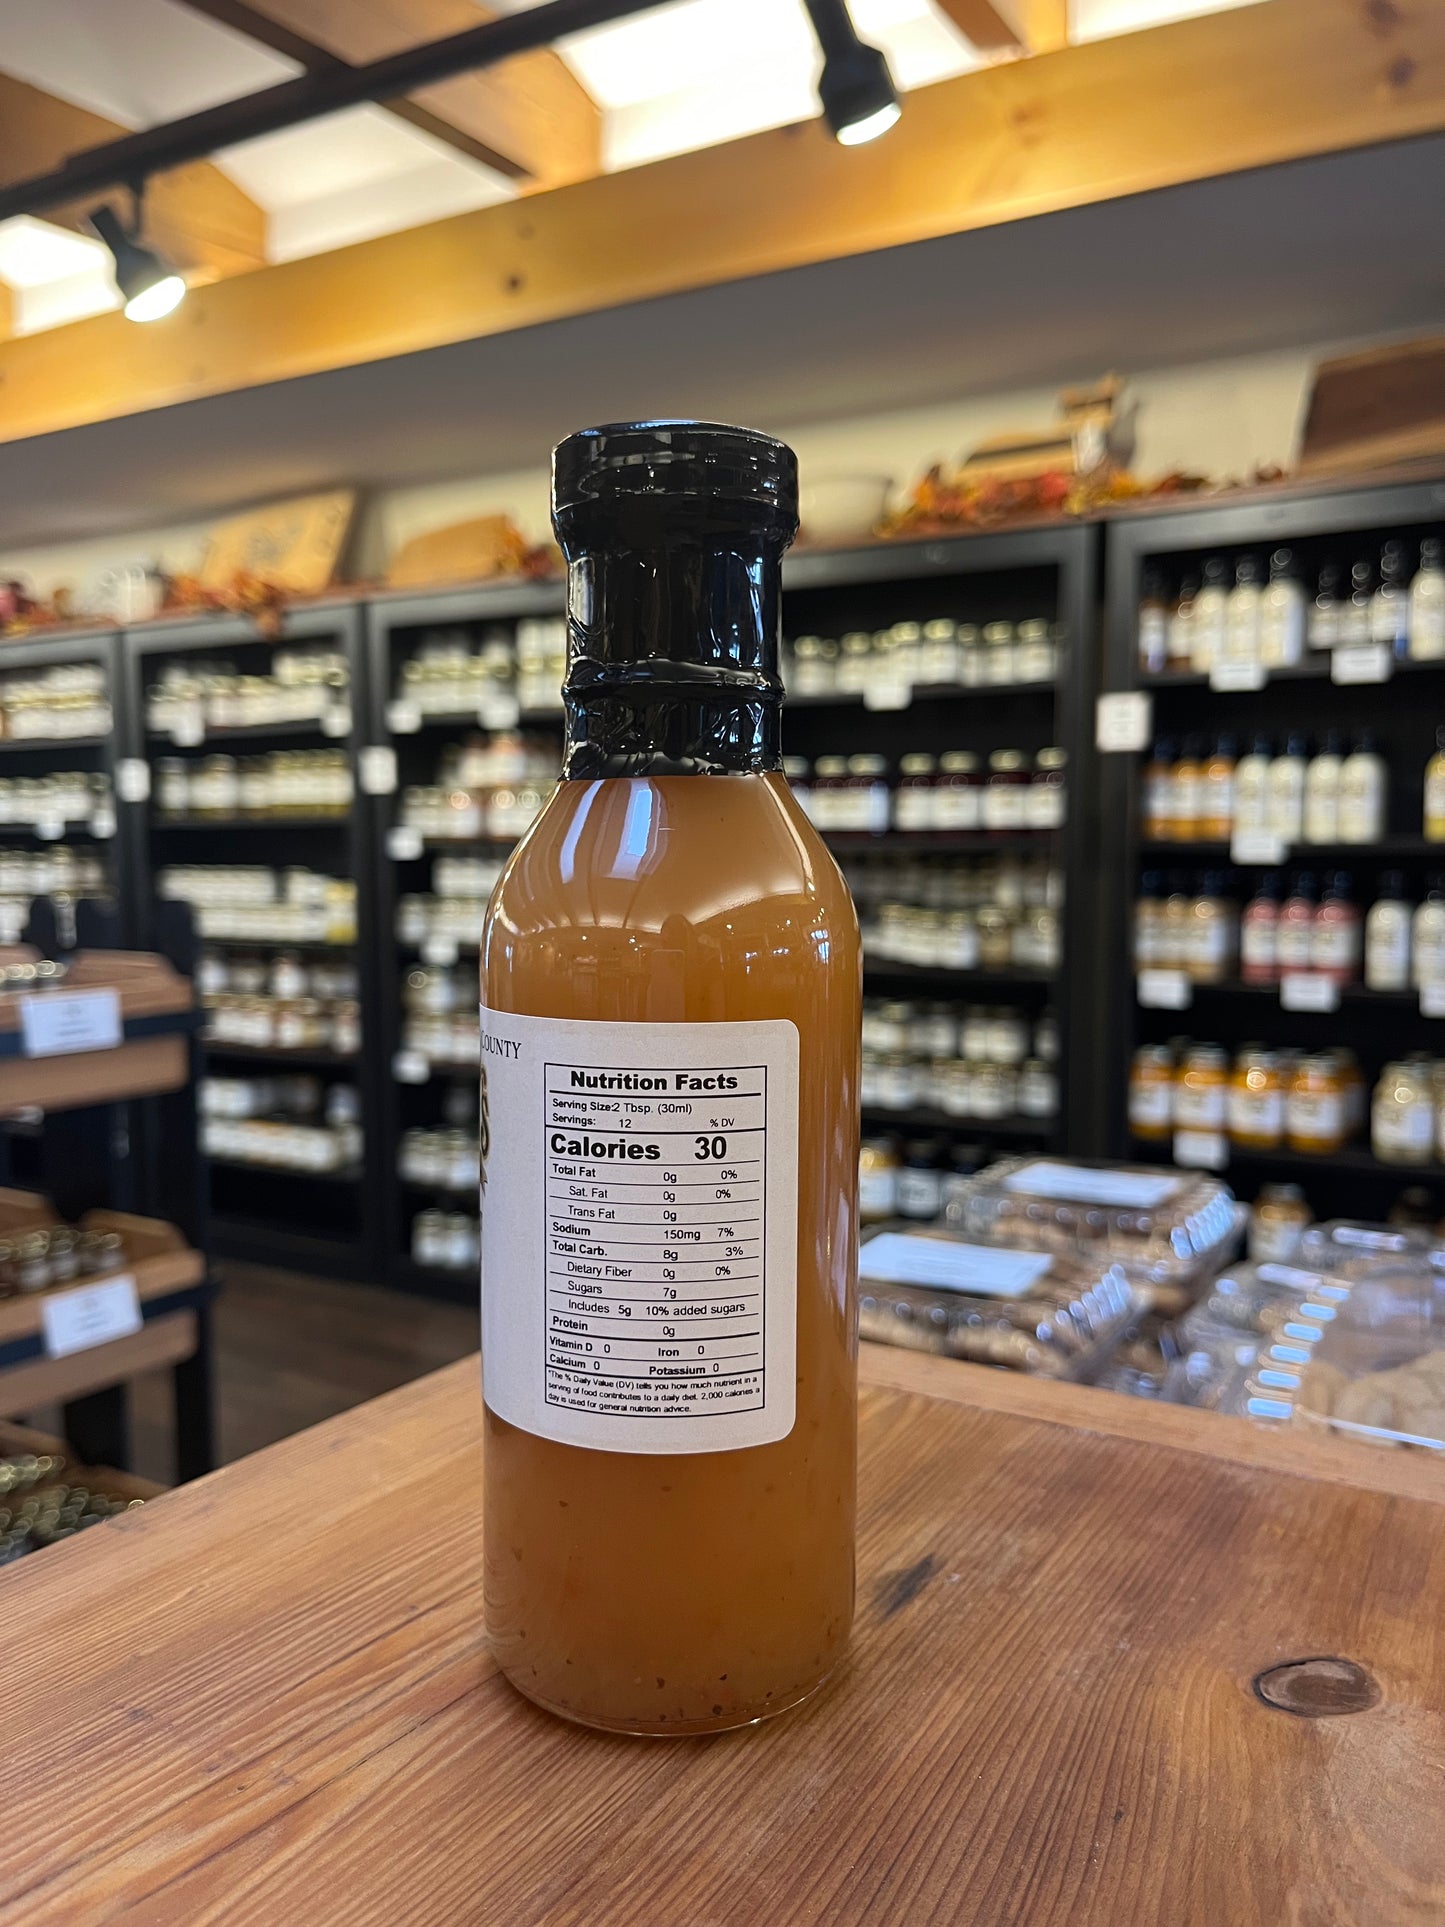 COUNTY
Nutrition Facts
Serving Size:2 Tbsp. (30ml)
Servings: 12 % DV
Calories 30
Total Fat 0g 0%
Sat. Fat 0g 0%
Trans Fat 0g
Sodium 150mg 7%
Total Carb. 8g 3%
Dietary Fiber 0g 0%
Sugars 7g
Includes 5g 10% added sugars
Protein 0g
Vitamin D 0 Iron 0
Calcium 0 Potassium 0
*The % Daily Value (DV) tells you how much nutrient in a
serving of food contributes to a daily diet. 2,000 calories a
day is used for general nutrition advice.